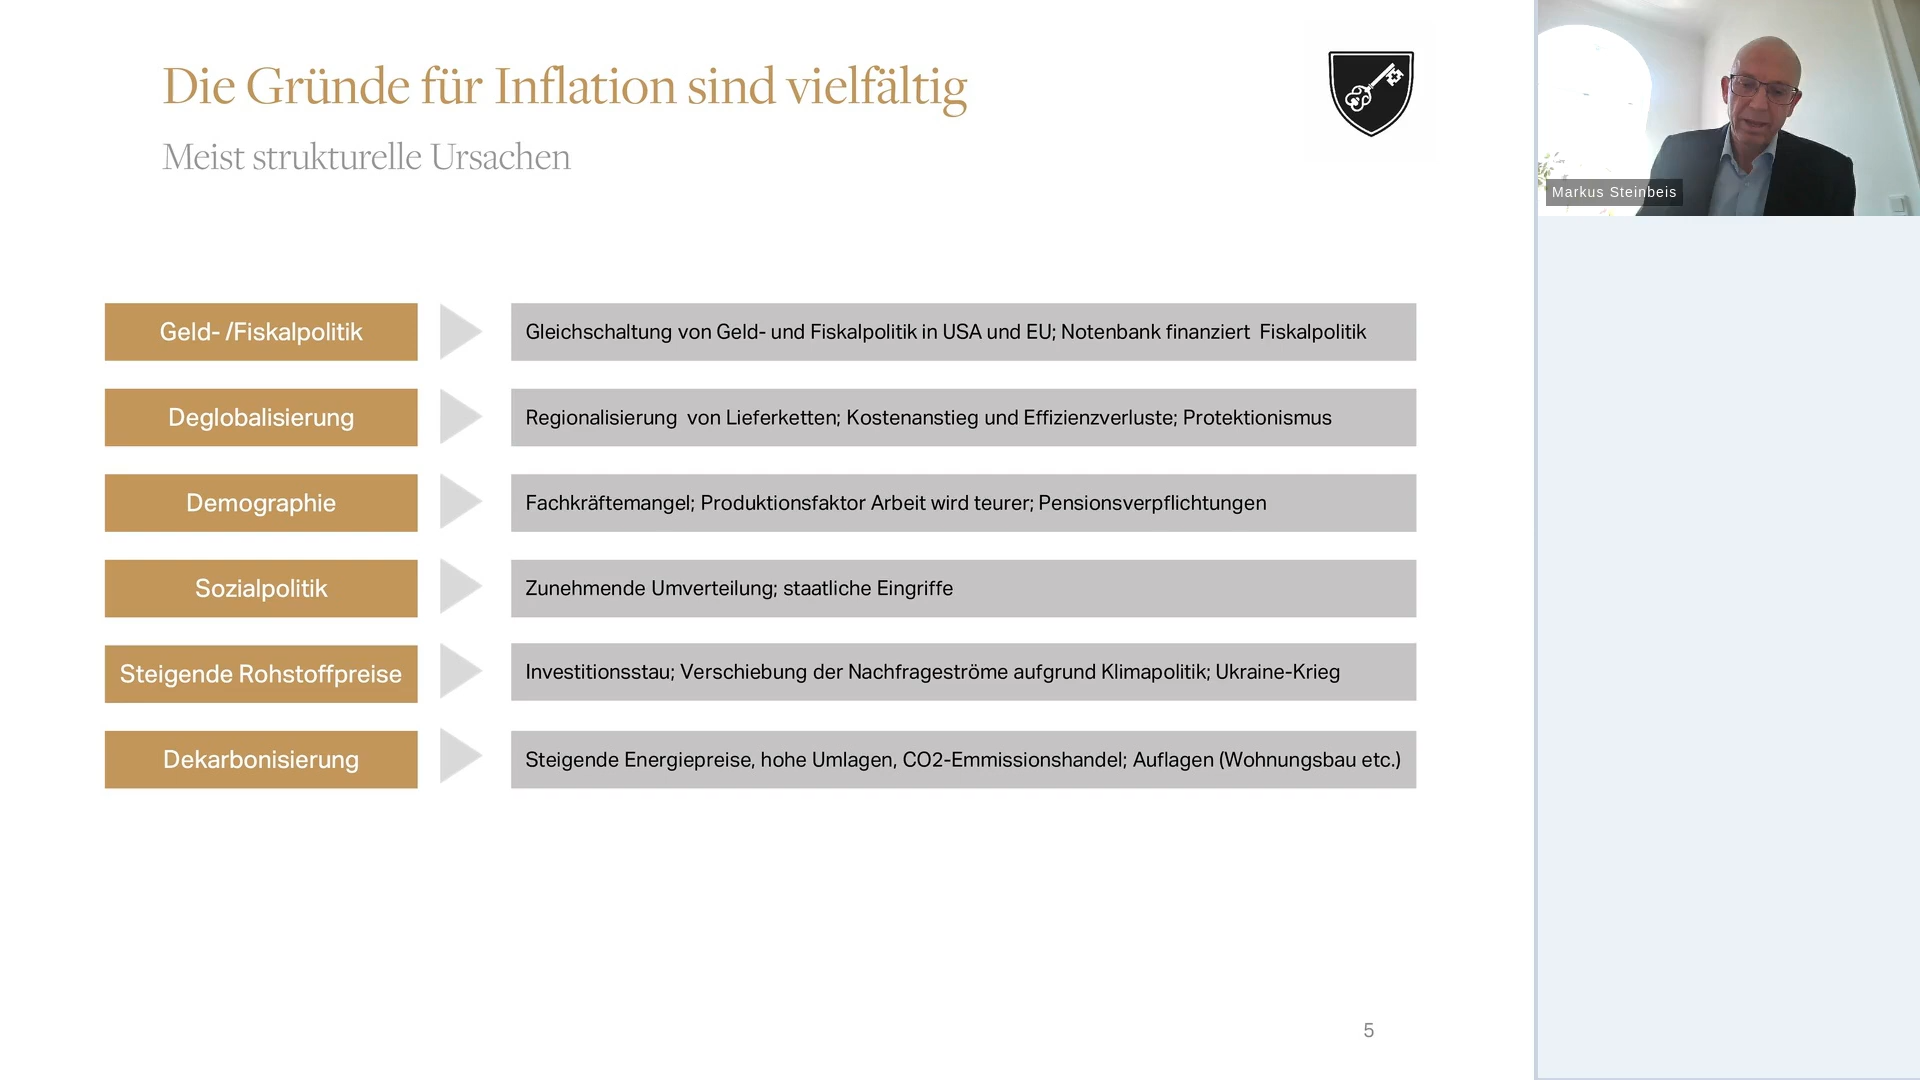 Die Gründe für Inflation sind vielfältig
Meist strukturelle Ursachen
Markus Steinbeis
Geld- /Fiskalpolitik
Gleichschaltung von Geld- und Fiskalpolitik in USA und EU; Notenbank finanziert  Fiskalpolitik
Deglobalisierung
Regionalisierung  von Lieferketten; Kostenanstieg und Effizienzverluste; Protektionismus
Demographie
Fachkräftemangel; Produktionsfaktor Arbeit wird teurer; Pensionsverpflichtungen
Sozialpolitik
Zunehmende Umverteilung; staatliche Eingriffe
Steigende Rohstoffpreise
Investitionsstau; Verschiebung der Nachfrageströme aufgrund Klimapolitik; Ukraine-Krieg
Dekarbonisierung
Steigende Energiepreise, hohe Umlagen, CO2-Emmissionshandel; Auflagen (Wohnungsbau etc.)
5